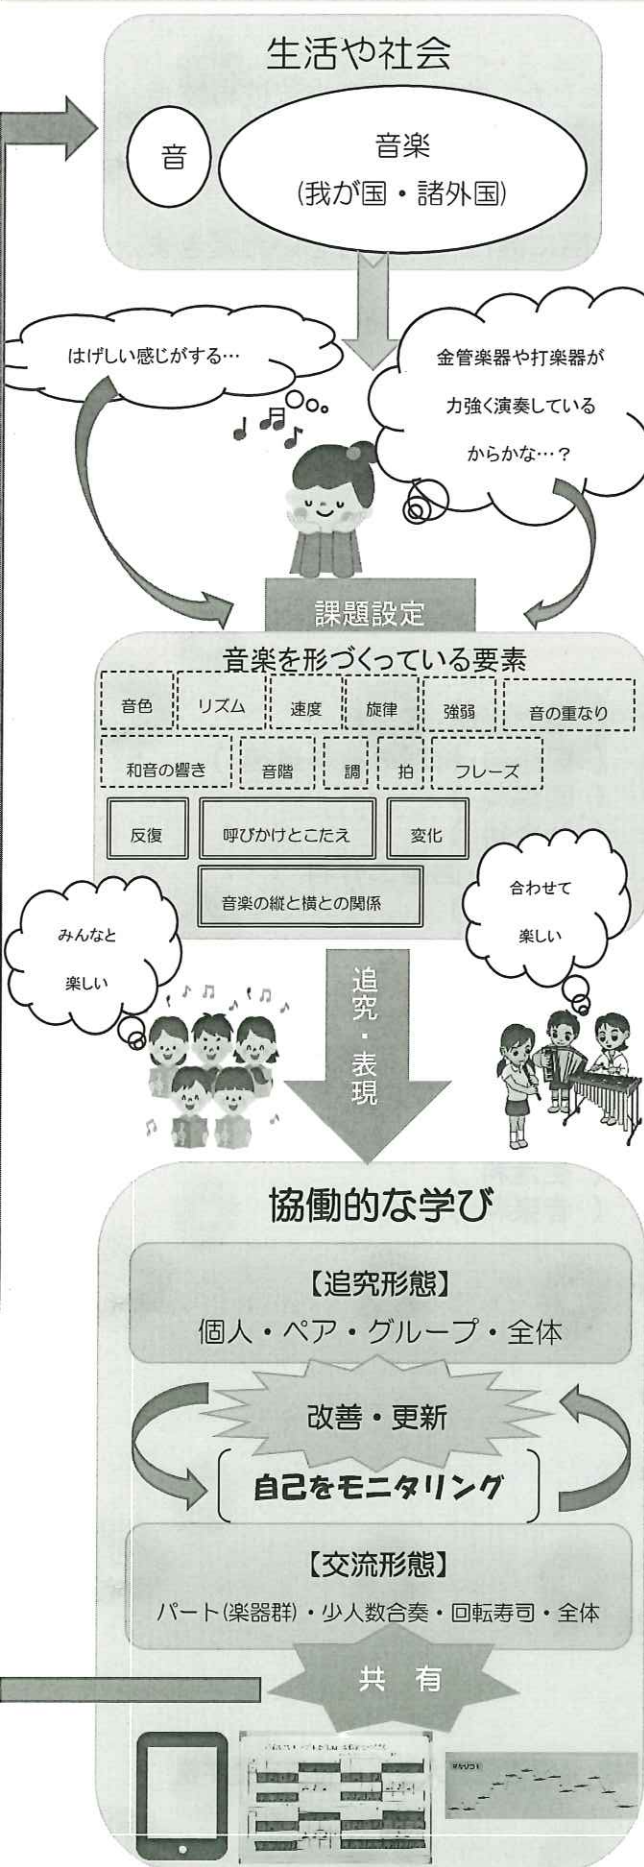 生活や社会
音
音楽
(我が国・諸外国)
はげしい感じがする…
金管楽器や打楽器が
力強く演奏している
からかな…？
課題設定
音楽を形づくっている要素
音色 リズム 速度 旋律 強弱 音の重なり
和音の響き 音階 調 拍 フレーズ
反復 呼びかけとこたえ 変化
音楽の縦と横との関係
みんなと
楽しい
合わせて
楽しい
追究・表現
協働的な学び
【追究形態】
個人・ペア・グループ・全体
改善・更新
自己をモニタリング
【交流形態】
パート(楽器群)・少人数合奏・回転寿司・全体
共 有